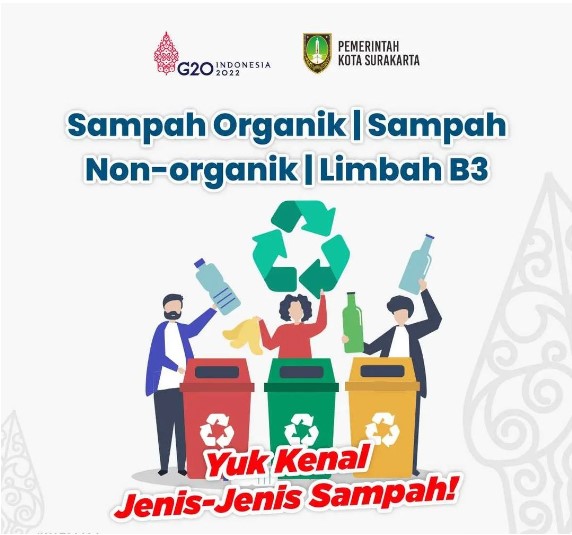 G20 INDONESIA
2022
PEMERINTAH
KOTA SURAKARTA
Sampah Organik | Sampah
Non-organik | Limbah B3
Yuk Kenal
Jenis-Jenis Sampah!